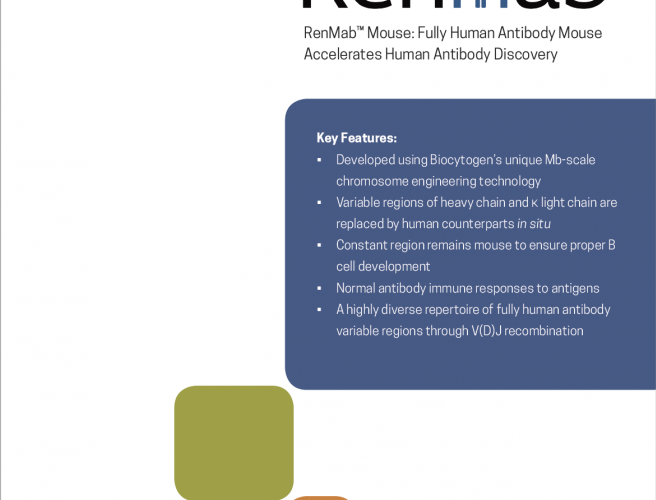 RenMab
RenMab™ Mouse: Fully Human Antibody Mouse
Accelerates Human Antibody Discovery
Key Features:
▪ Developed using Biocytogen's unique Mb-scale
chromosome engineering technology
▪ Variable regions of heavy chain and κ light chain are
replaced by human counterparts in situ
▪ Constant region remains mouse to ensure proper B
cell development
▪ Normal antibody immune responses to antigens
▪ A highly diverse repertoire of fully human antibody
variable regions through V(D)J recombination